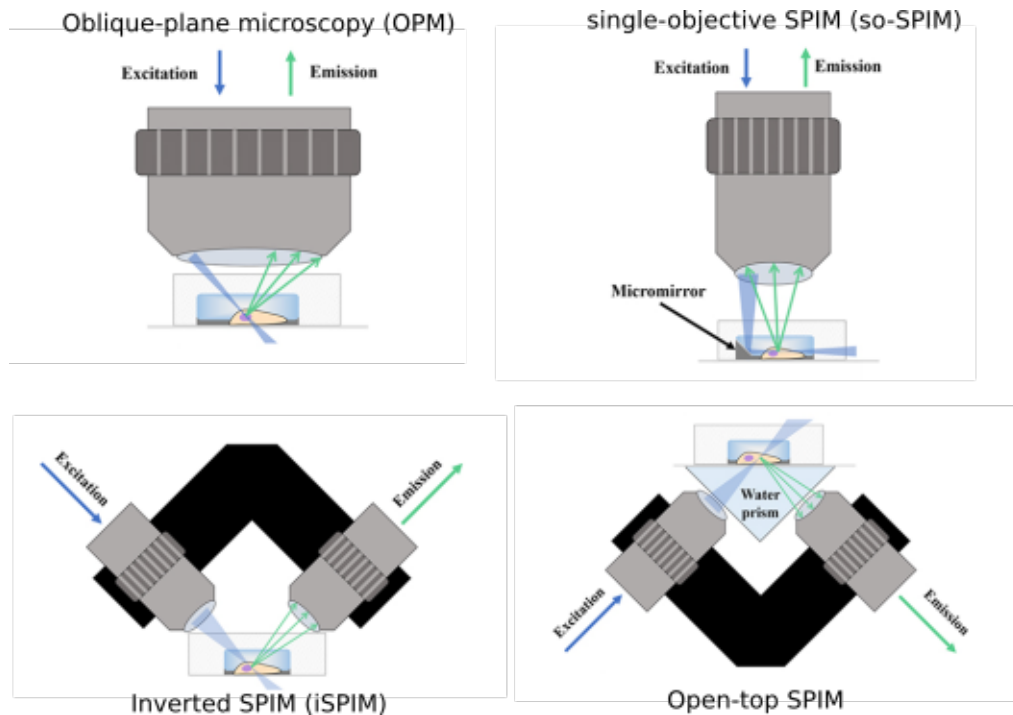 Oblique-plane microscopy (OPM)
single-objective SPIM (so-SPIM)
Excitation
Emission
Excitation
Emission
Micromirror
Excitation
Emission
Water
prism
Excitation
Emission
Inverted SPIM (iSPIM)
Open-top SPIM